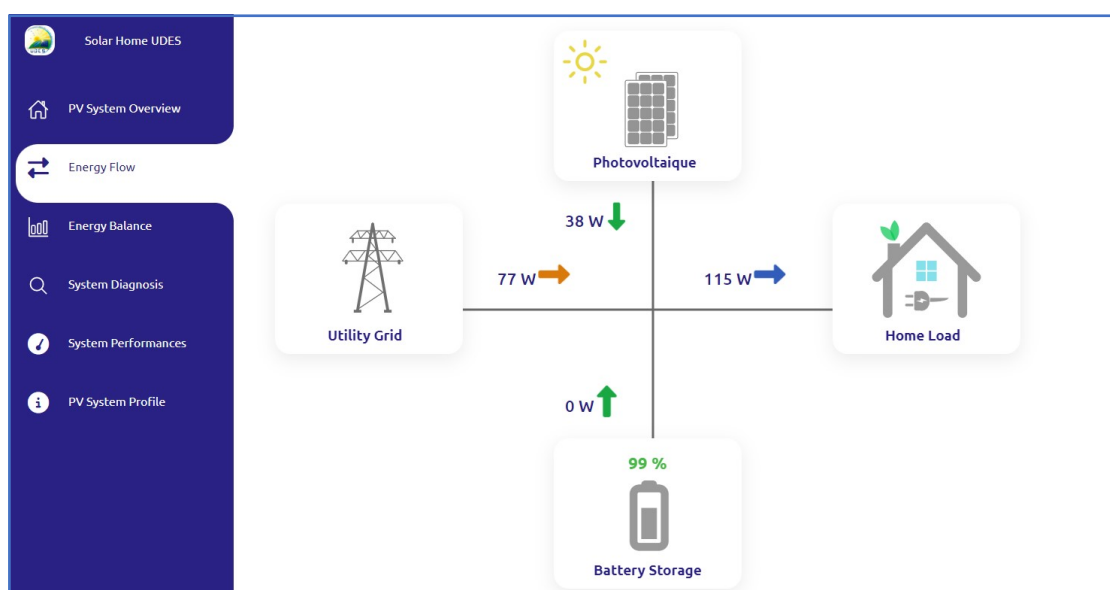 Solar Home UDES
PV System Overview
Energy Flow
Energy Balance
System Diagnosis
System Performances
PV System Profile
Photovoltaique
38 W
77 W
115 W
Utility Grid
Home Load
0 W
99 %
Battery Storage